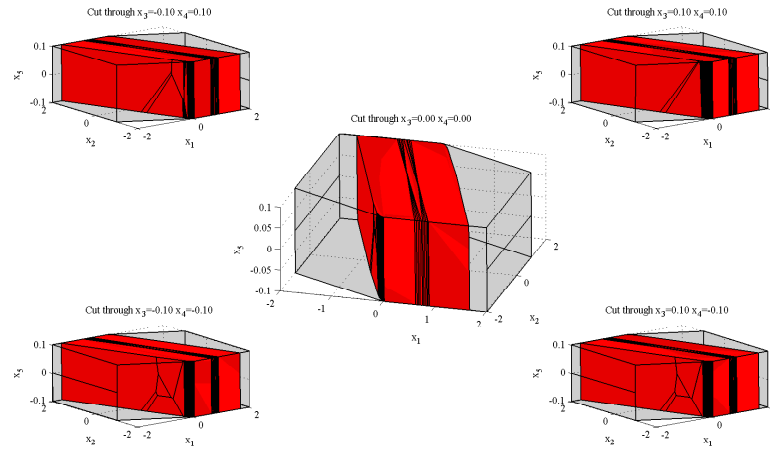 Cut through x3=-0.10 x4=0.10
0.1
0
-0.1
x5
2
0
-2
x2
-2
0
2
x1
Cut through x3=0.10 x4=0.10
0.1
0
-0.1
x5
2
0
-2
x2
-2
0
2
x1
Cut through x3=0.00 x4=0.00
0.1
0.05
0
-0.05
-0.1
x5
-2
-1
0
1
2
x1
-2
0
2
x2
Cut through x3=-0.10 x4=-0.10
0.1
0
-0.1
x5
2
0
-2
x2
-2
0
2
x1
Cut through x3=0.10 x4=-0.10
0.1
0
-0.1
x5
2
0
-2
x2
-2
0
2
x1